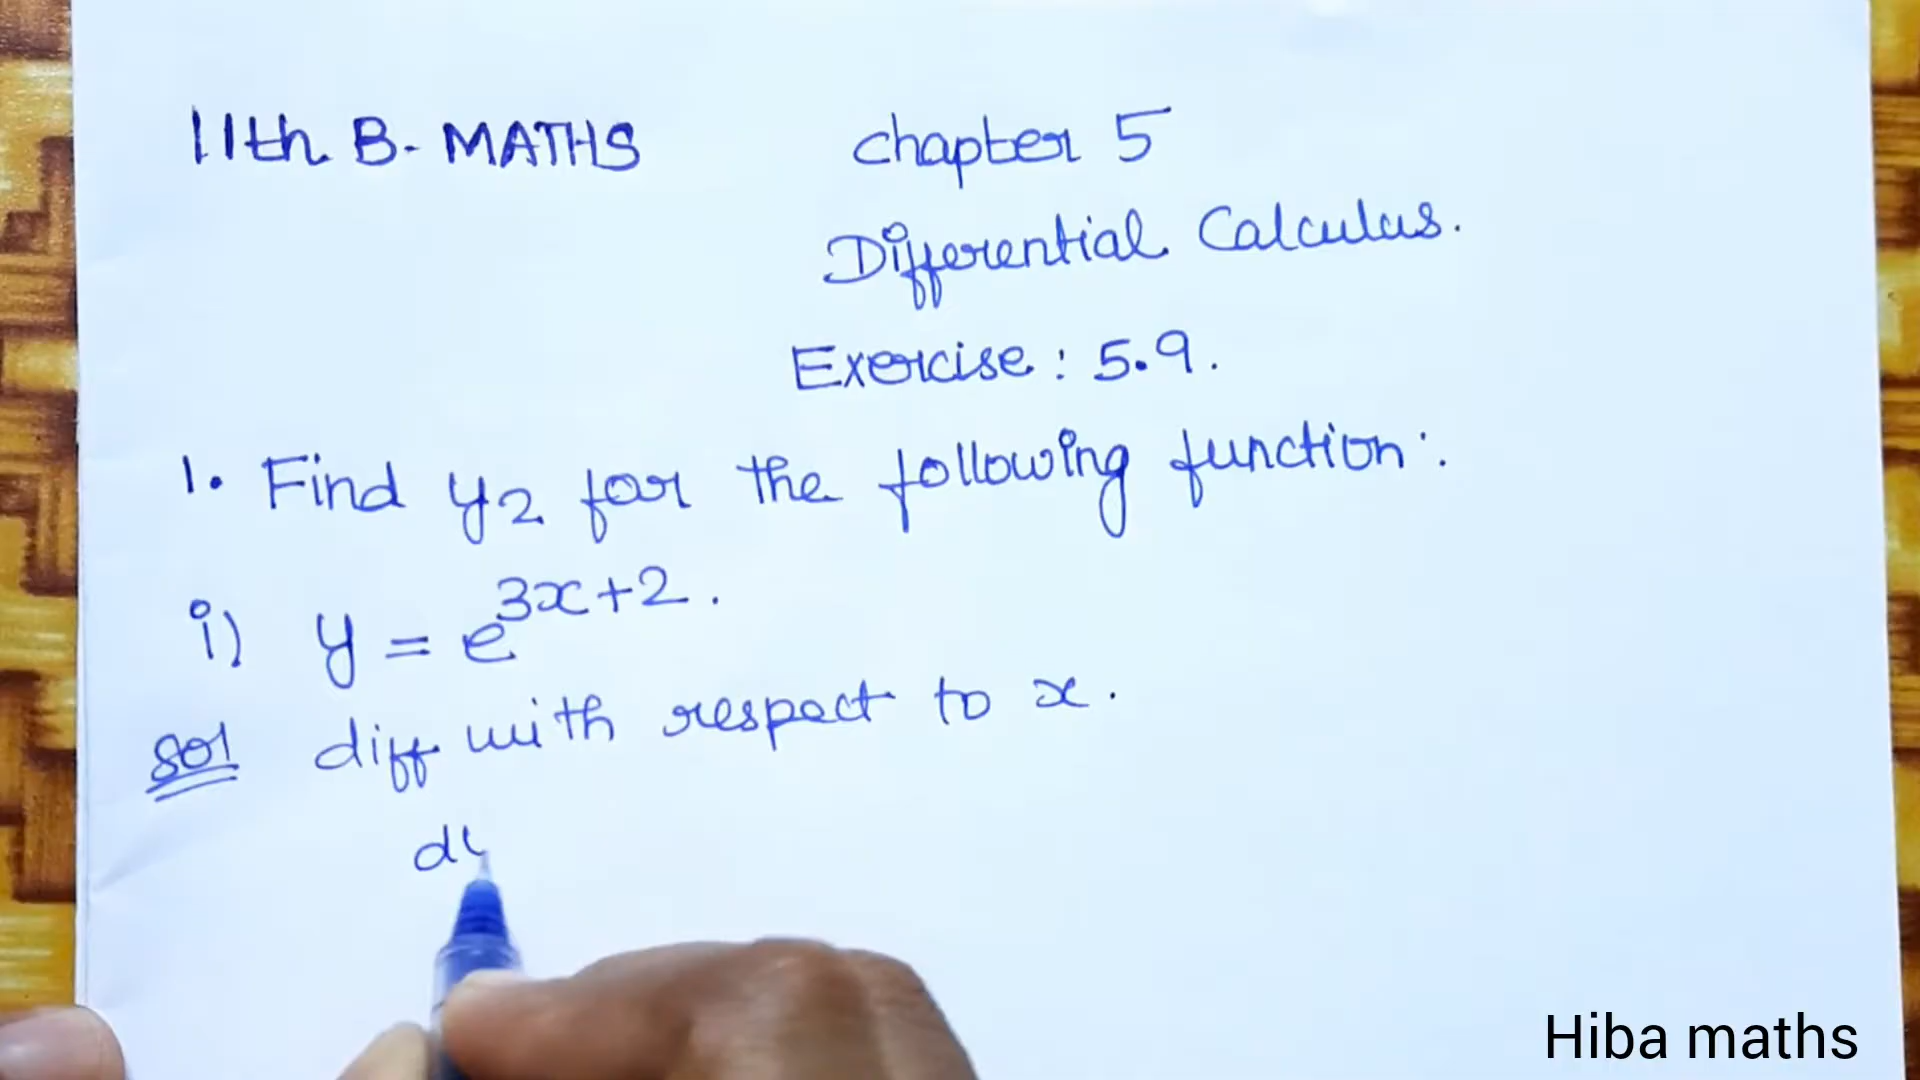 11th B- MATHS chapter 5
Differential Calculus.
Exercise : 5.9.
1. Find y2 for the following function:
i) y = e^3x+2.
Sol diff with respect to x.
Hiba maths